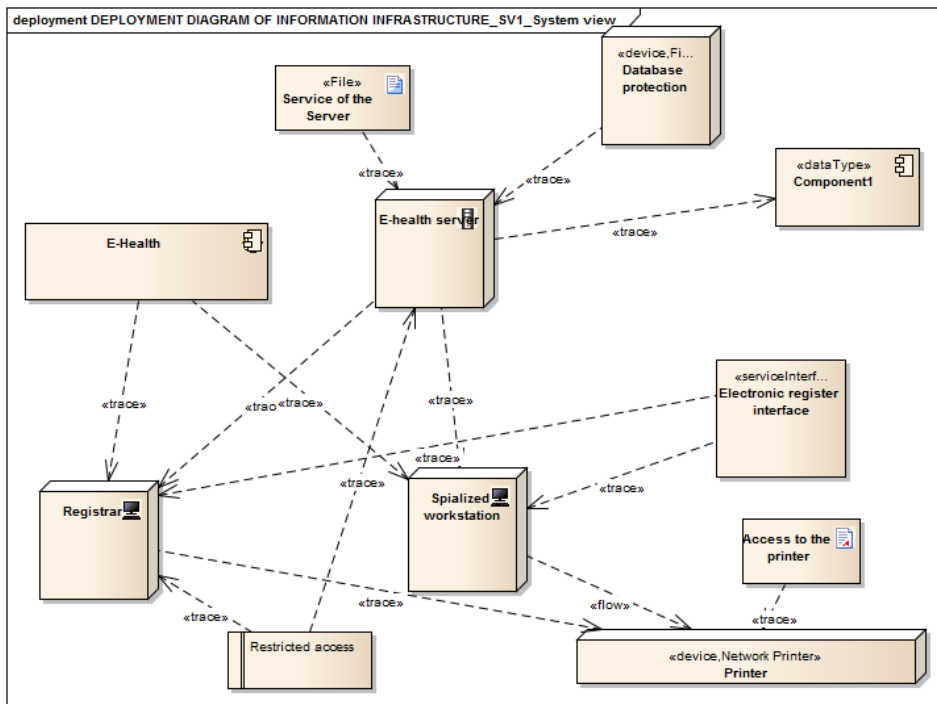 deployment DEPLOYMENT DIAGRAM OF INFORMATION INFRASTRUCTURE_SV1_System view
«device,Fi...
Database
protection
«File»
Service of the
Server
«trace»
«trace»
«dataType»
Component1
E-health server
«trace»
E-Health
«serviceInterf...
Electronic register
interface
«trace»
«trac
«trace»
«trace»
«trace»
«trace»
«trace»
«trace»
Registrar
Spialized
workstation
Access to the
printer
«trace»
«flow»
«trace»
«trace»
Restricted access
«device,Network Printer»
Printer